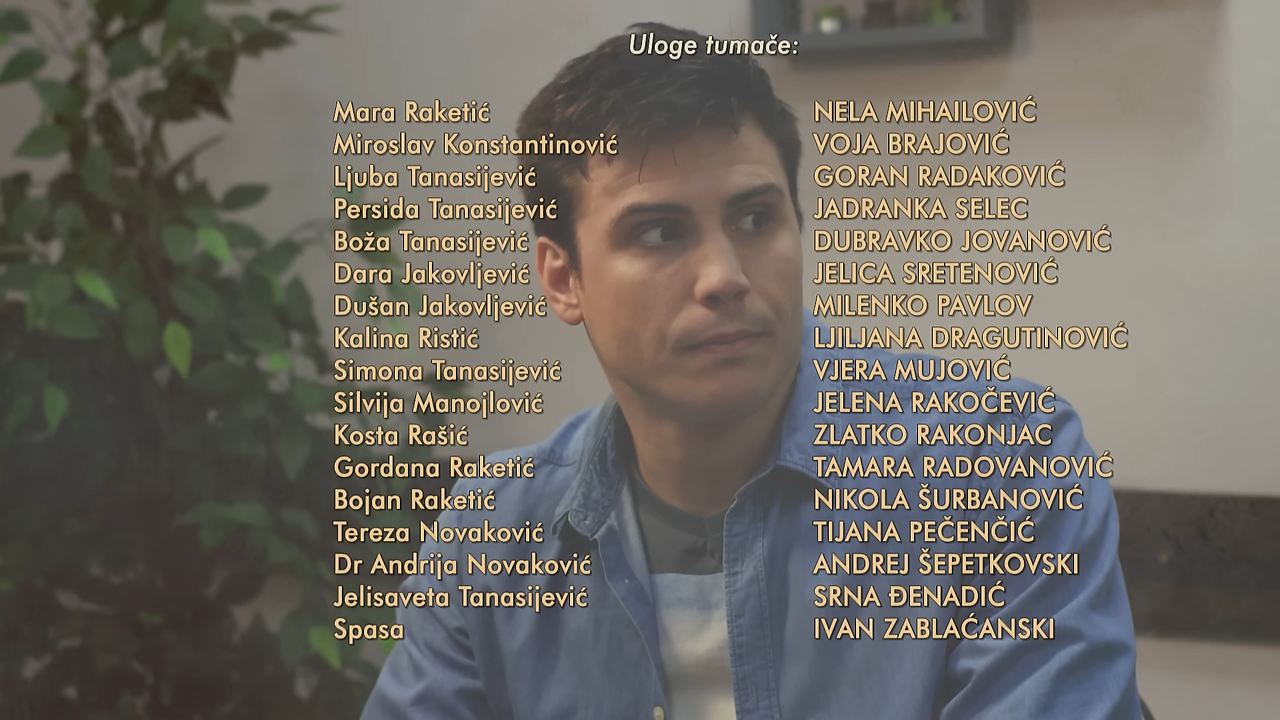 Uloge tumače:
Mara Raketić NELA MIHAILOVIĆ
Miroslav Konstantinović VOJA BRAJOVIĆ
Ljuba Tanasijević GORAN RADAKOVIĆ
Persida Tanasijević JADRANKA SELEC
Boža Tanasijević DUBRAVKO JOVANOVIĆ
Dara Jakovljević JELICA SRETENOVIĆ
Dušan Jakovljević MILENKO PAVLOV
Kalina Ristić LJILJANA DRAGUTINOVIĆ
Simona Tanasijević VJERA MUJOVIĆ
Silvija Manojlović JELENA RAKOČEVIĆ
Kosta Rašić ZLATKO RAKONJAC
Gordana Raketić TAMARA RADOVANOVIĆ
Bojan Raketić NIKOLA ŠURBANOVIĆ
Tereza Novaković TIJANA PEČENČIĆ
Dr Andrija Novaković ANDREJ ŠEPETKOVSKI
Jelisaveta Tanasijević SRNA ĐENADIĆ
Spasa IVAN ZABLAĆANSKI